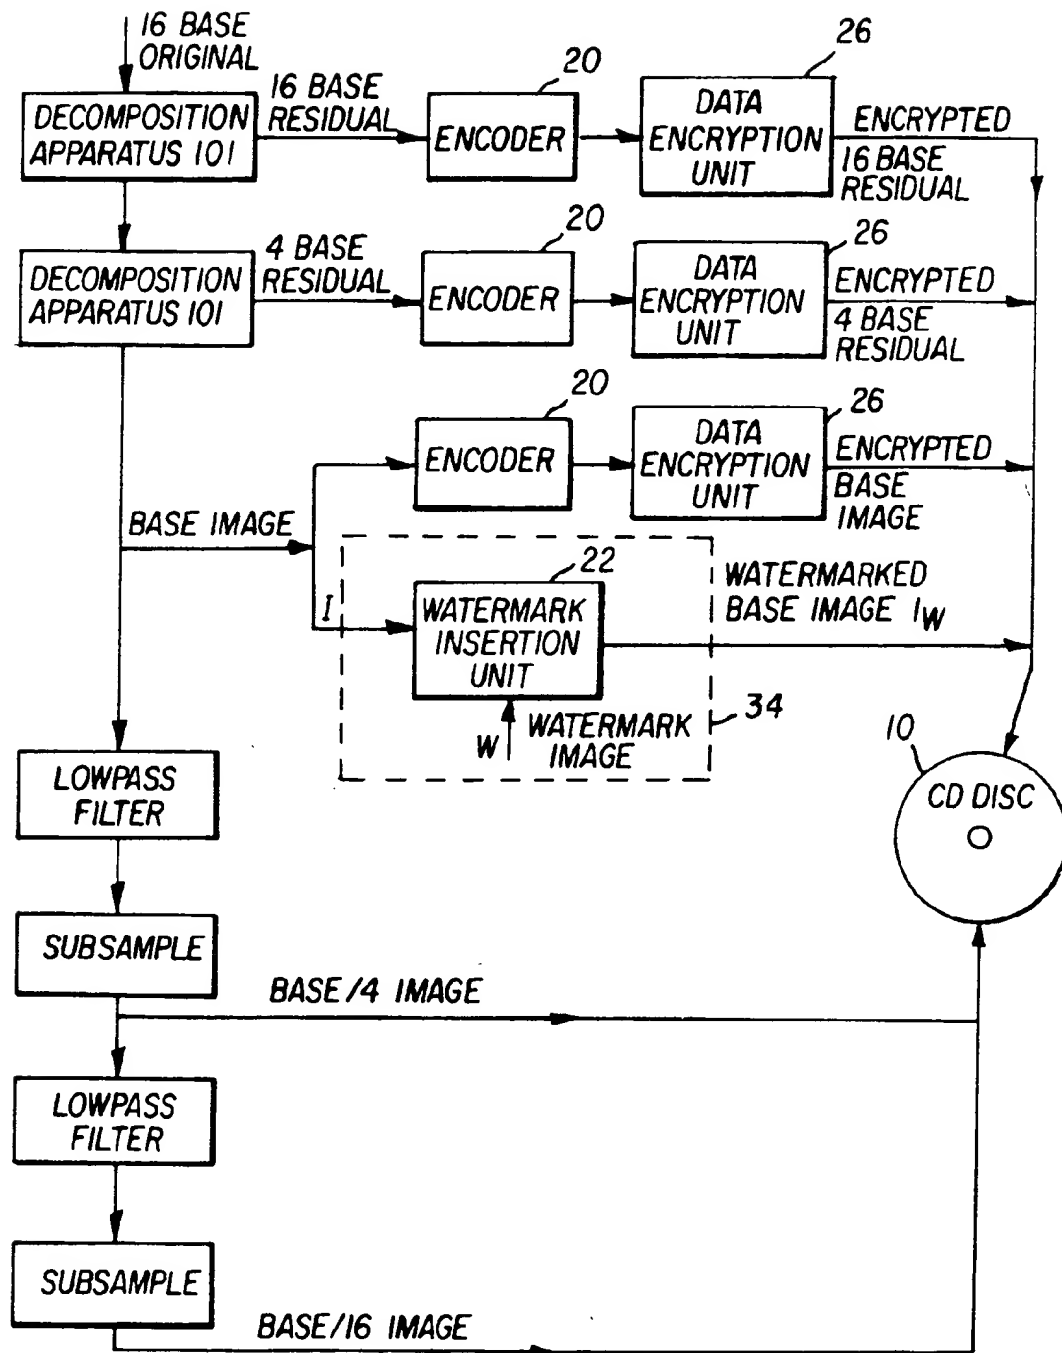 16 BASE
ORIGINAL
DECOMPOSITION
APPARATUS 101
16 BASE
RESIDUAL
20
ENCODER
26
DATA
ENCRYPTION
UNIT
ENCRYPTED
16 BASE
RESIDUAL
DECOMPOSITION
APPARATUS 101
4 BASE
RESIDUAL
20
ENCODER
26
DATA
ENCRYPTION
UNIT
ENCRYPTED
4 BASE
RESIDUAL
20
ENCODER
26
DATA
ENCRYPTION
UNIT
ENCRYPTED
BASE
IMAGE
BASE IMAGE
I
22
WATERMARK
INSERTION
UNIT
WATERMARKED
BASE IMAGE IW
W
WATERMARK
IMAGE
34
10
CD DISC
LOWPASS
FILTER
SUBSAMPLE
BASE/4 IMAGE
LOWPASS
FILTER
SUBSAMPLE
BASE/16 IMAGE